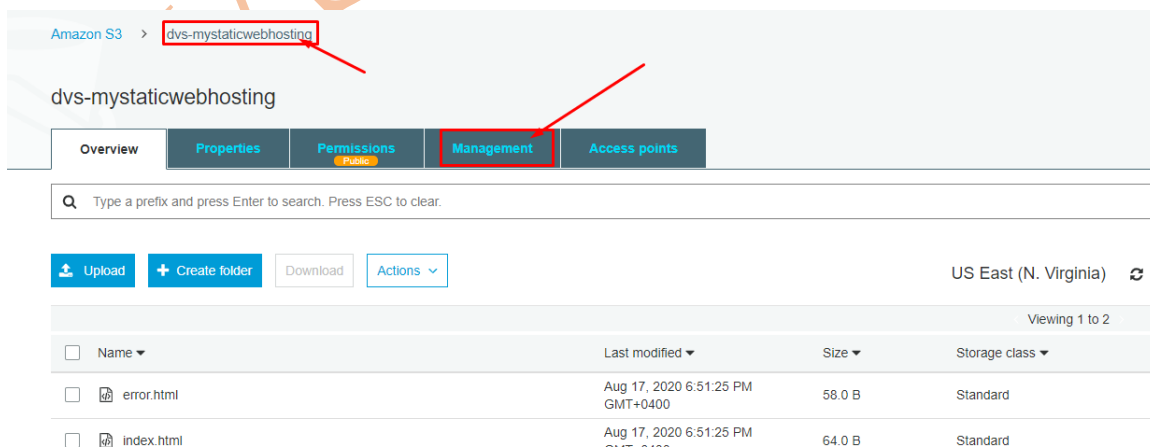 Amazon S3 > dvs-mystaticwebhosting
dvs-mystaticwebhosting
Overview Properties Permissions Management Access points
Public
Type a prefix and press Enter to search. Press ESC to clear.
Upload + Create folder Download Actions US East (N. Virginia)
Viewing 1 to 2
Name Last modified Size Storage class
error.html Aug 17, 2020 6:51:25 PM 58.0 B Standard
GMT+0400
index.html Aug 17, 2020 6:51:25 PM 64.0 B Standard